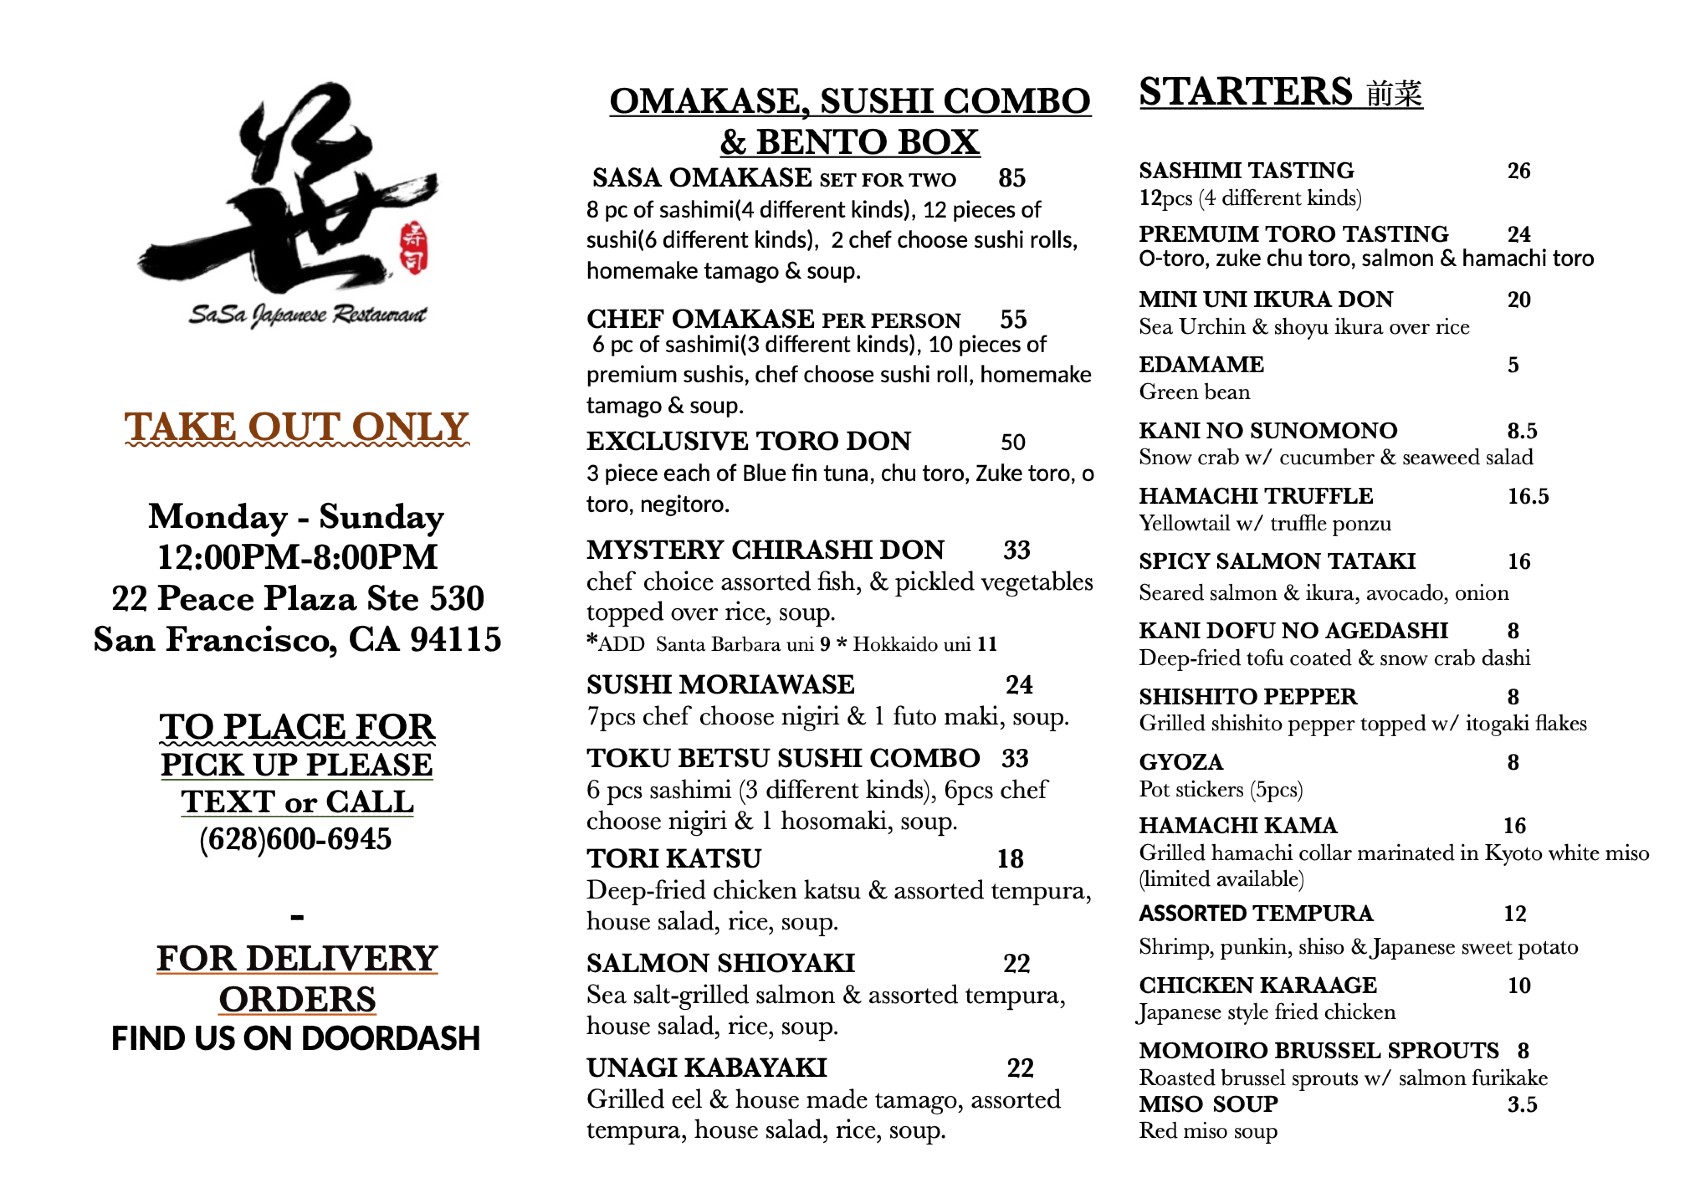 世
寿司
SaSa Japanese Restaurant
TAKE OUT ONLY
Monday - Sunday
12:00PM-8:00PM
22 Peace Plaza Ste 530
San Francisco, CA 94115
TO PLACE FOR
PICK UP PLEASE
TEXT or CALL
(628)600-6945
-
FOR DELIVERY
ORDERS
FIND US ON DOORDASH
OMAKASE, SUSHI COMBO
& BENTO BOX
SASA OMAKASE SET FOR TWO 85
8 pc of sashimi(4 different kinds), 12 pieces of
sushi(6 different kinds), 2 chef choose sushi rolls,
homemake tamago & soup.
CHEF OMAKASE PER PERSON 55
6 pc of sashimi(3 different kinds), 10 pieces of
premium sushis, chef choose sushi roll, homemake
tamago & soup.
EXCLUSIVE TORO DON 50
3 piece each of Blue fin tuna, chu toro, Zuke toro, o
toro, negitoro.
MYSTERY CHIRASHI DON 33
chef choice assorted fish, & pickled vegetables
topped over rice, soup.
*ADD Santa Barbara uni 9 * Hokkaido uni 11
SUSHI MORIAWASE 24
7pcs chef choose nigiri & 1 futo maki, soup.
TOKU BETSU SUSHI COMBO 33
6 pcs sashimi (3 different kinds), 6pcs chef
choose nigiri & 1 hosomaki, soup.
TORI KATSU 18
Deep-fried chicken katsu & assorted tempura,
house salad, rice, soup.
SALMON SHIOYAKI 22
Sea salt-grilled salmon & assorted tempura,
house salad, rice, soup.
UNAGI KABAYAKI 22
Grilled eel & house made tamago, assorted
tempura, house salad, rice, soup.
STARTERS 前菜
SASHIMI TASTING 26
12pcs (4 different kinds)
PREMUIM TORO TASTING 24
O-toro, zuke chu toro, salmon & hamachi toro
MINI UNI IKURA DON 20
Sea Urchin & shoyu ikura over rice
EDAMAME 5
Green bean
KANI NO SUNOMONO 8.5
Snow crab w/ cucumber & seaweed salad
HAMACHI TRUFFLE 16.5
Yellowtail w/ truffle ponzu
SPICY SALMON TATAKI 16
Seared salmon & ikura, avocado, onion
KANI DOFU NO AGEDASHI 8
Deep-fried tofu coated & snow crab dashi
SHISHITO PEPPER 8
Grilled shishito pepper topped w/ itogaki flakes
GYOZA 8
Pot stickers (5pcs)
HAMACHI KAMA 16
Grilled hamachi collar marinated in Kyoto white miso
(limited available)
ASSORTED TEMPURA 12
Shrimp, punkin, shiso & Japanese sweet potato
CHICKEN KARAAGE 10
Japanese style fried chicken
MOMOIRO BRUSSEL SPROUTS 8
Roasted brussel sprouts w/ salmon furikake
MISO SOUP 3.5
Red miso soup